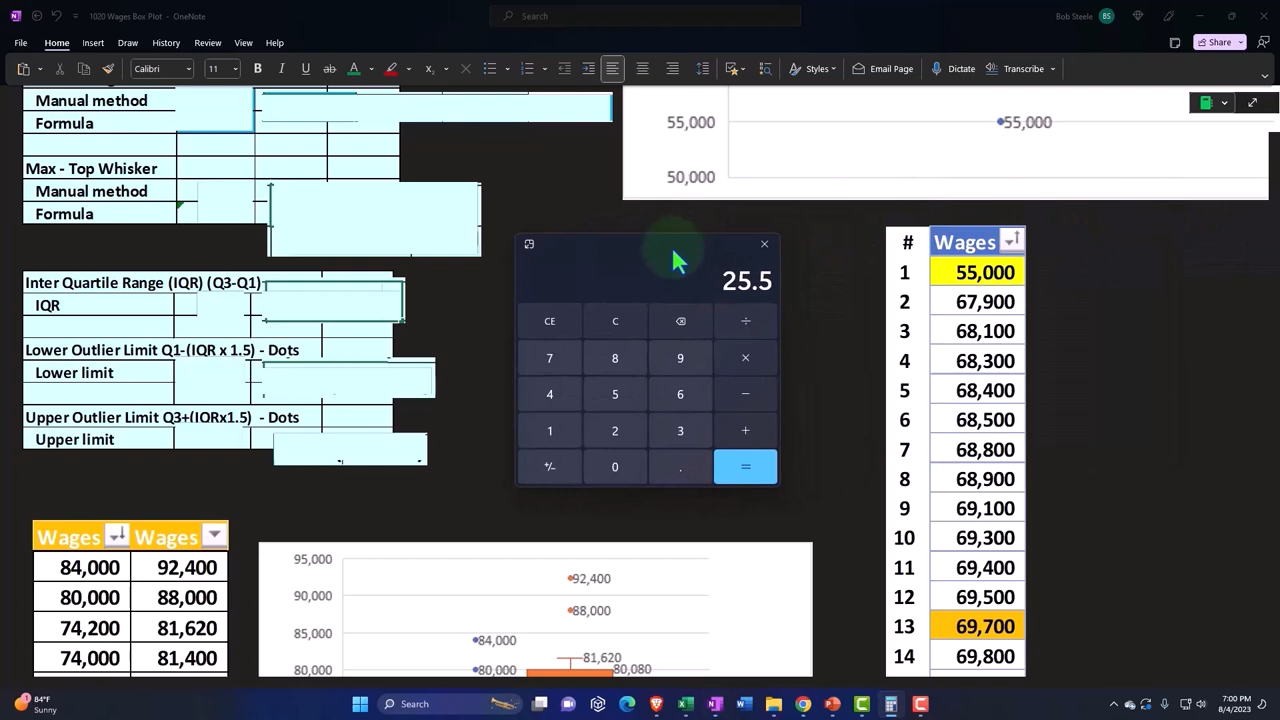 1020 Wages Box Plot - OneNote
Search
Bob Steele
BS
File Home Insert Draw History Review View Help
Share
Calibri
11
B I U ab A
Styles
Email Page
Dictate
Transcribe
Manual method
Formula
Max - Top Whisker
Manual method
Formula
Inter Quartile Range (IQR) (Q3-Q1)
IQR
Lower Outlier Limit Q1-(IQR x 1.5) - Dots
Lower limit
Upper Outlier Limit Q3+(IQRx1.5) - Dots
Upper limit
55,000
55,000
50,000
25.5
CE C ÷
7 8 9 ×
4 5 6 −
1 2 3 +
+/− 0 . =
# Wages
1 55,000
2 67,900
3 68,100
4 68,300
5 68,400
6 68,500
7 68,800
8 68,900
9 69,100
10 69,300
11 69,400
12 69,500
13 69,700
14 69,800
Wages Wages
84,000 92,400
80,000 88,000
74,200 81,620
74,000 81,400
95,000
92,400
90,000
88,000
85,000
84,000
81,620
80,000
80,000
80,080
84°F
Sunny
Search
7:00 PM
8/4/2023